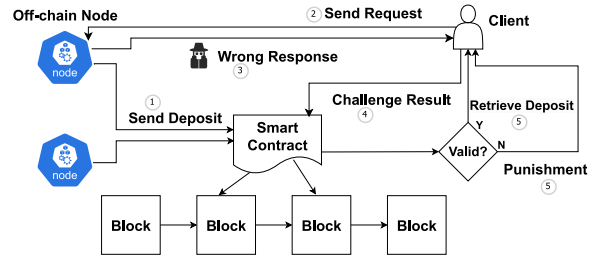 Off-chain Node
2 Send Request
Client
node
Wrong Response
3
1
Send Deposit
Challenge Result
4
Retrieve Deposit
5
Smart
Contract
Y
Valid?
N
Punishment
5
node
Block
Block
Block
Block